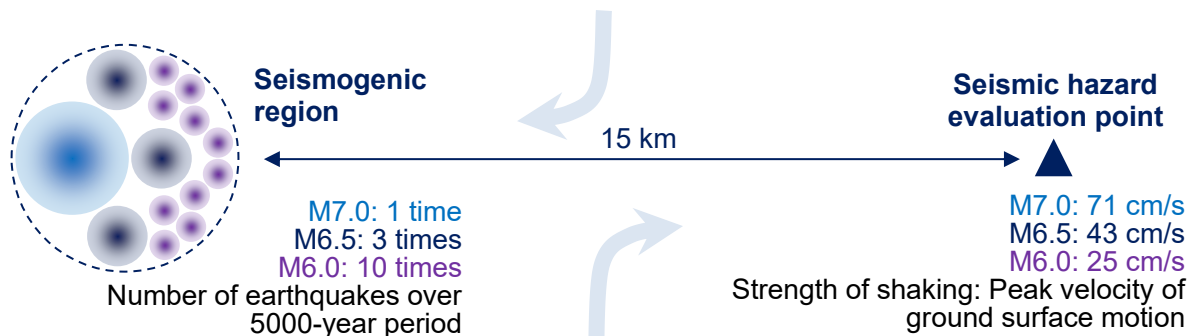 Seismogenic
region
Seismic hazard
evaluation point
15 km
M7.0: 1 time
M6.5: 3 times
M6.0: 10 times
Number of earthquakes over
5000-year period
M7.0: 71 cm/s
M6.5: 43 cm/s
M6.0: 25 cm/s
Strength of shaking: Peak velocity of
ground surface motion